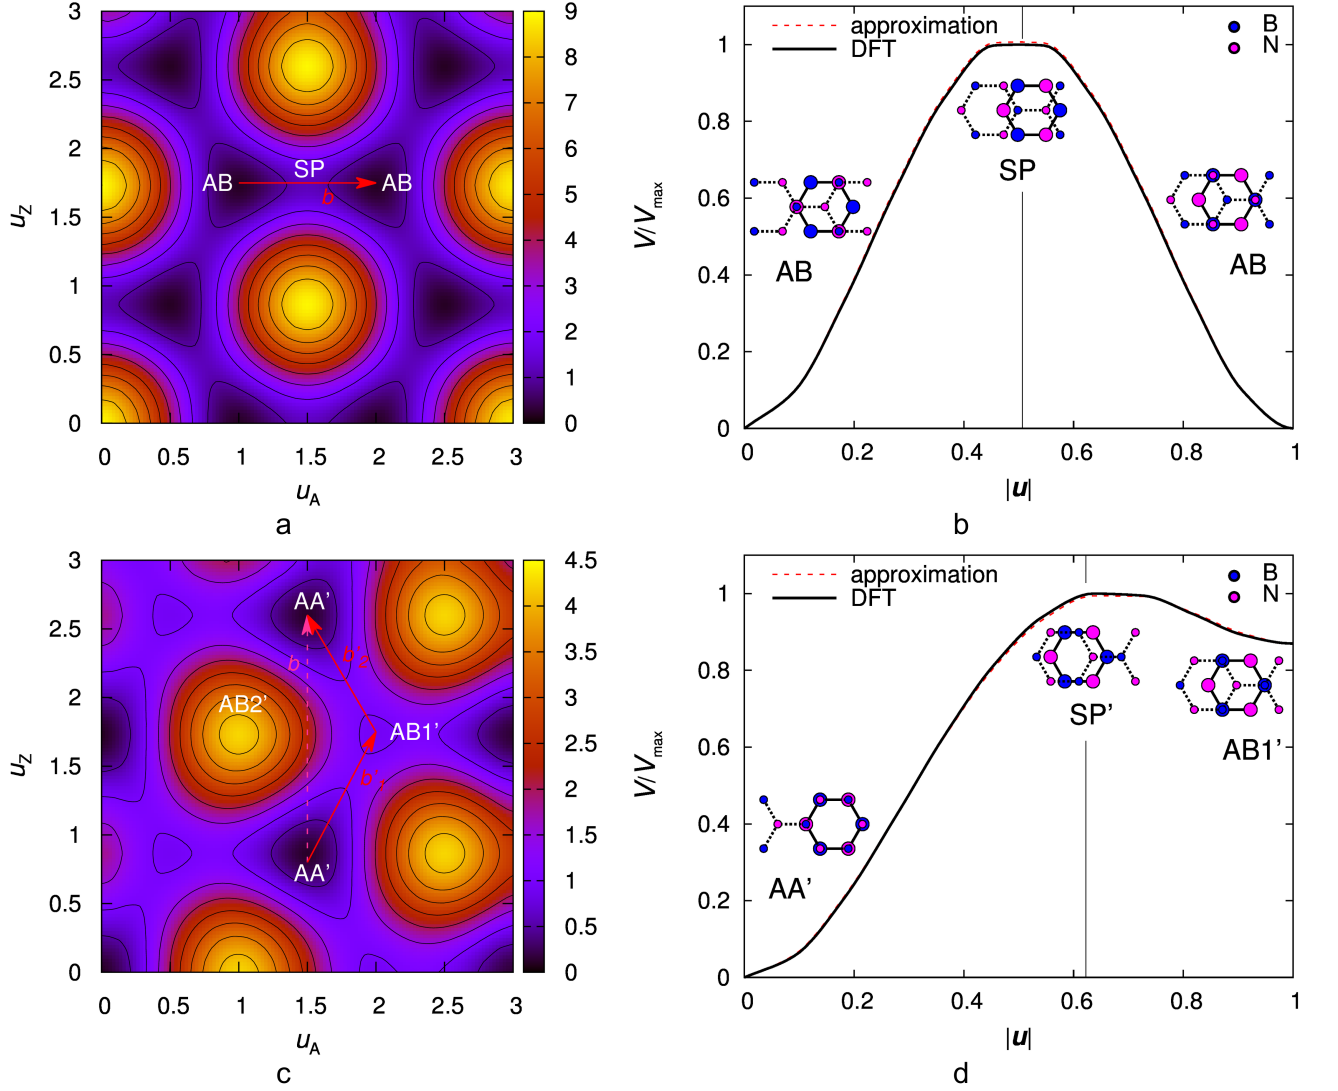 3
2.5
2
1.5
1
0.5
0
0 0.5 1 1.5 2 2.5 3
u_Z
u_A
AB SP AB
b
9
8
7
6
5
4
3
2
1
0
a
approximation
DFT
B
N
1
0.8
0.6
0.4
0.2
0
V/V_max
SP
AB
AB
0 0.2 0.4 0.6 0.8 1
|u|
b
3
2.5
2
1.5
1
0.5
0
0 0.5 1 1.5 2 2.5 3
u_Z
u_A
AA’
b b'2
AB2’
AB1’
b'1
AA’
4.5
4
3.5
3
2.5
2
1.5
1
0.5
0
c
approximation
DFT
B
N
1
0.8
0.6
0.4
0.2
0
V/V_max
SP’
AB1’
AA’
0 0.2 0.4 0.6 0.8 1
|u|
d